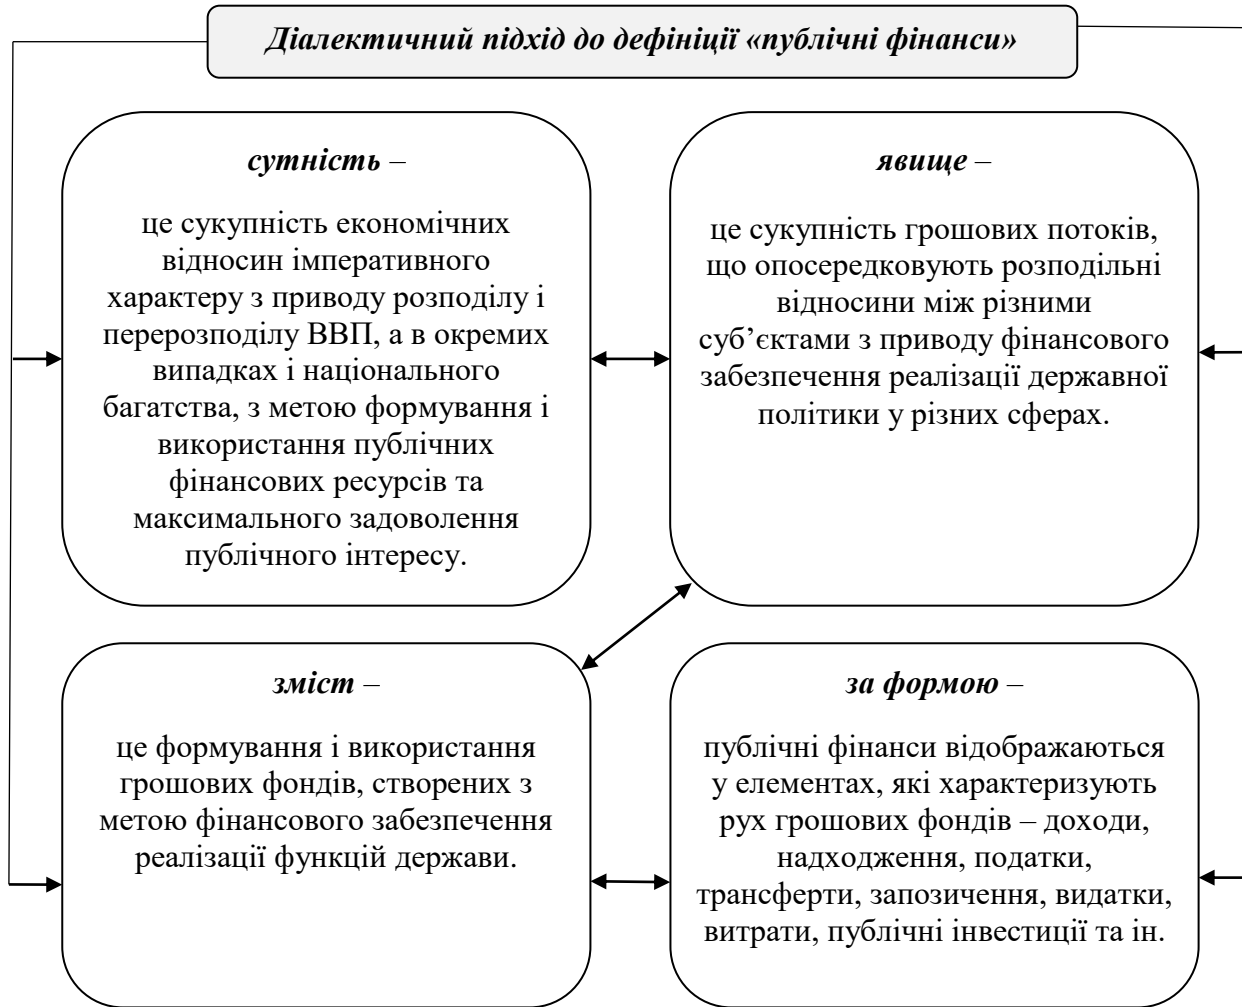 Діалектичний підхід до дефініції «публічні фінанси»
сутність –
це сукупність економічних
відносин імперативного
характеру з приводу розподілу і
перерозподілу ВВП, а в окремих
випадках і національного
багатства, з метою формування і
використання публічних
фінансових ресурсів та
максимального задоволення
публічного інтересу.
явище –
це сукупність грошових потоків,
що опосередковують розподільні
відносини між різними
суб’єктами з приводу фінансового
забезпечення реалізації державної
політики у різних сферах.
зміст –
це формування і використання
грошових фондів, створених з
метою фінансового забезпечення
реалізації функцій держави.
за формою –
публічні фінанси відображаються
у елементах, які характеризують
рух грошових фондів – доходи,
надходження, податки,
трансферти, запозичення, видатки,
витрати, публічні інвестиції та ін.